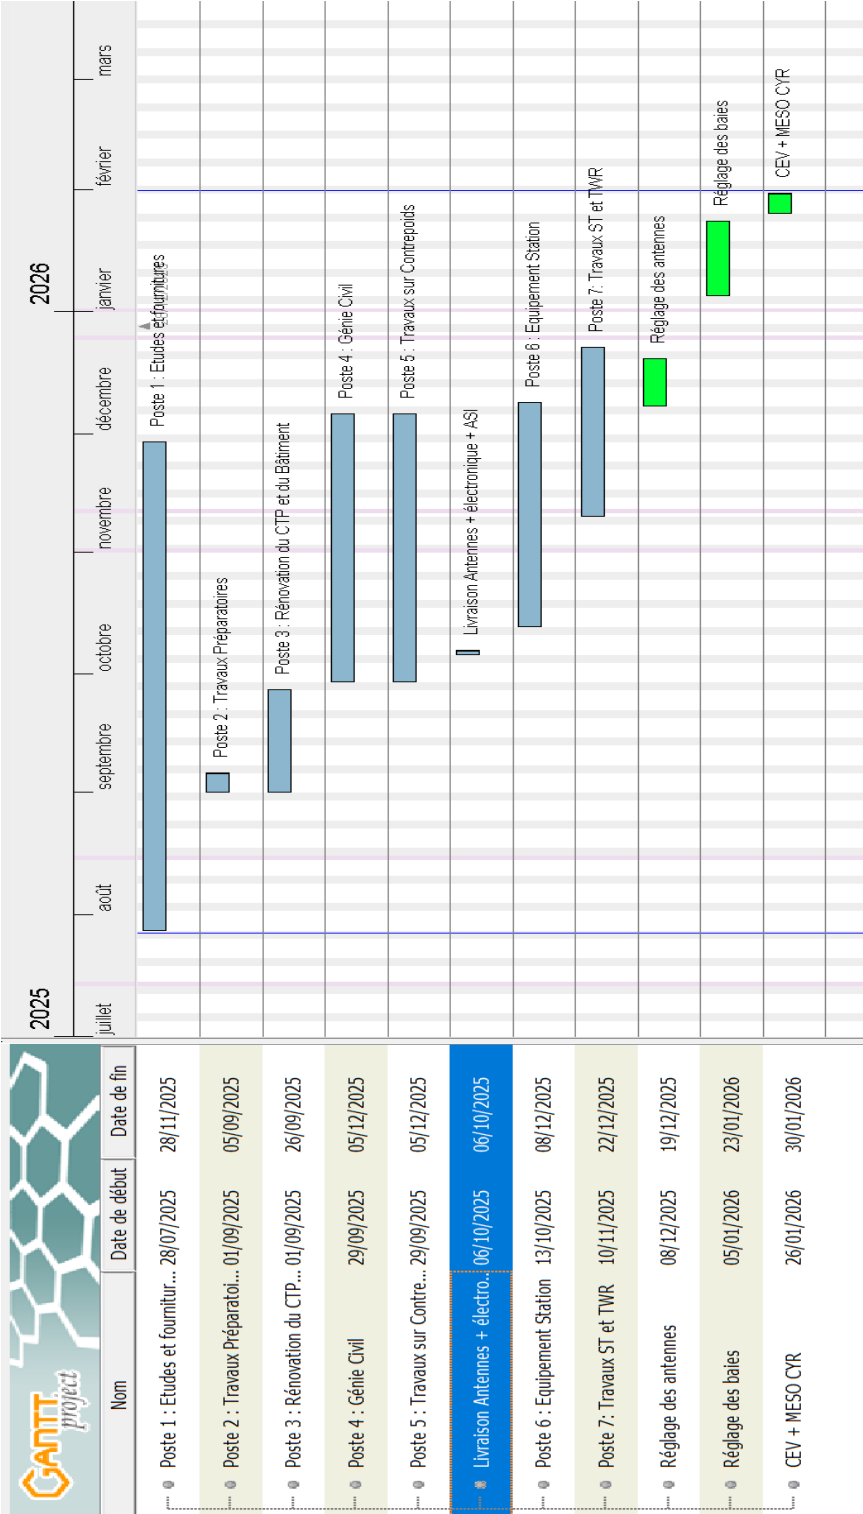 GANTT
project
Nom Date de début Date de fin
Poste 1 : Etudes et fournitur... 28/07/2025 28/11/2025
Poste 2 : Travaux Préparatoi... 01/09/2025 05/09/2025
Poste 3 : Rénovation du CTP... 01/09/2025 26/09/2025
Poste 4 : Génie Civil 29/09/2025 05/12/2025
Poste 5 : Travaux sur Contre... 29/09/2025 05/12/2025
Livraison Antennes + électro... 06/10/2025 06/10/2025
Poste 6 : Equipement Station 13/10/2025 08/12/2025
Poste 7: Travaux ST et TWR 10/11/2025 22/12/2025
Réglage des antennes 08/12/2025 19/12/2025
Réglage des baies 05/01/2026 23/01/2026
CEV + MESO CYR 26/01/2026 30/01/2026
2025 2026
juillet août septembre octobre novembre décembre janvier février mars
Poste 1 : Etudes et fournitures
Poste 2 : Travaux Préparatoires
Poste 3 : Rénovation du CTP et du Bâtiment
Poste 4 : Génie Civil
Poste 5 : Travaux sur Contrepoids
Livraison Antennes + électronique + ASI
Poste 6 : Equipement Station
Poste 7: Travaux ST et TWR
Réglage des antennes
Réglage des baies
CEV + MESO CYR